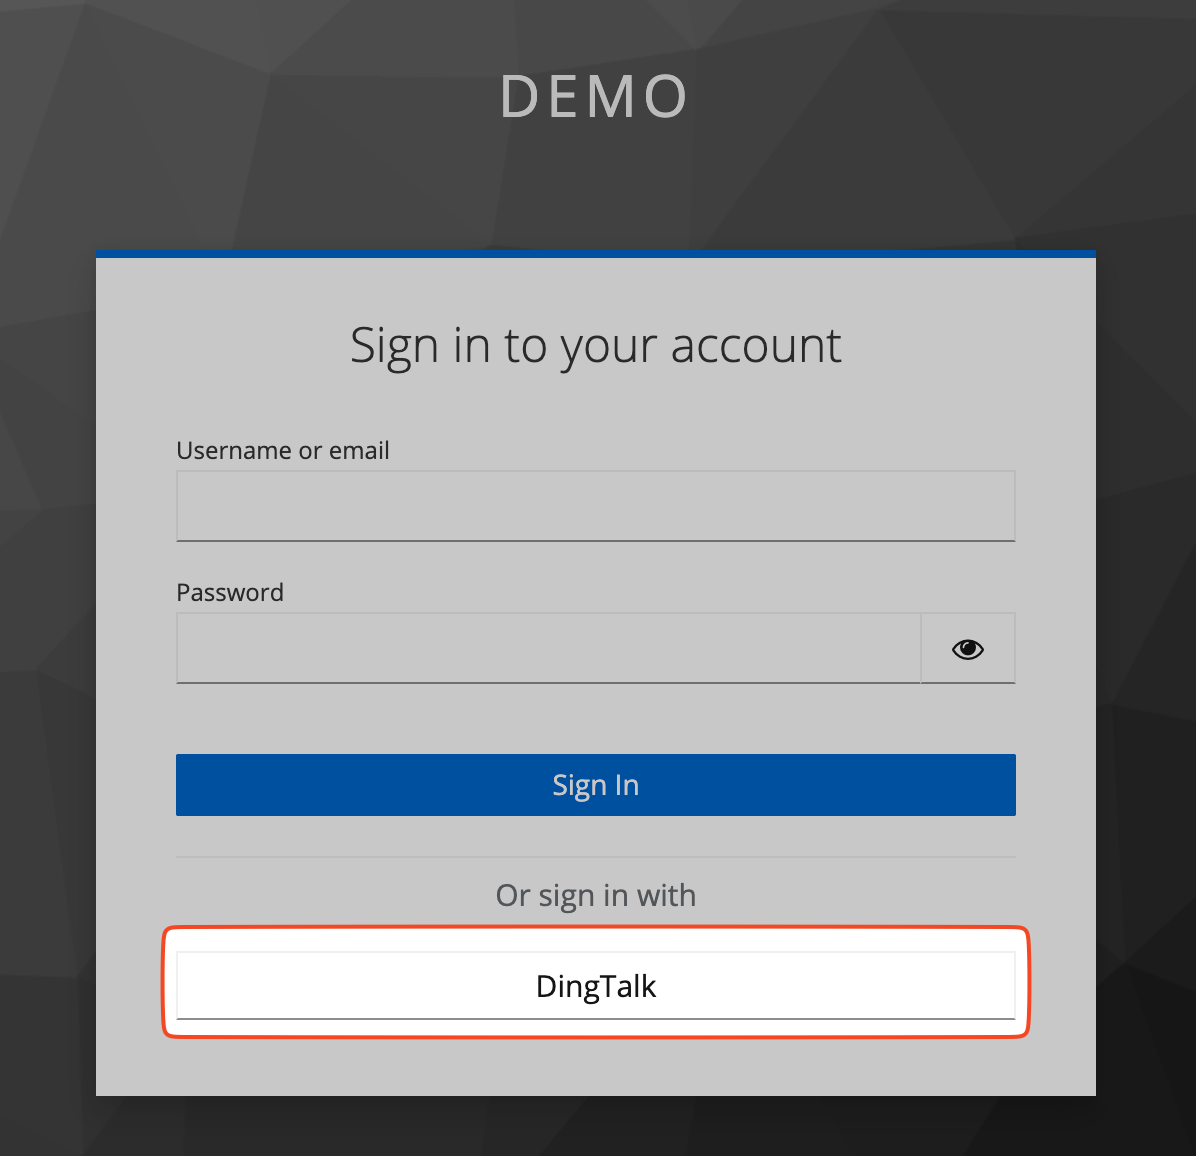 DEMO
Sign in to your account
Username or email
Password
Sign In
Or sign in with
DingTalk